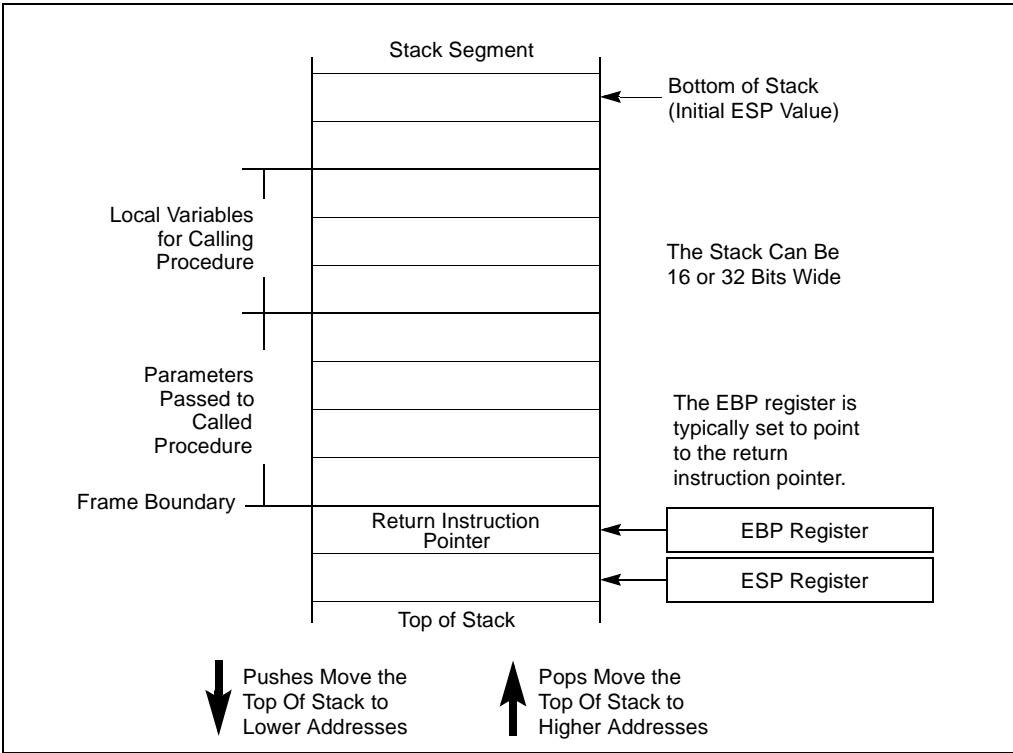 Stack Segment
Bottom of Stack
(Initial ESP Value)
Local Variables
for Calling
Procedure
The Stack Can Be
16 or 32 Bits Wide
Parameters
Passed to
Called
Procedure
The EBP register is
typically set to point
to the return
instruction pointer.
Frame Boundary
Return Instruction
Pointer
EBP Register
ESP Register
Top of Stack
Pushes Move the
Top Of Stack to
Lower Addresses
Pops Move the
Top Of Stack to
Higher Addresses